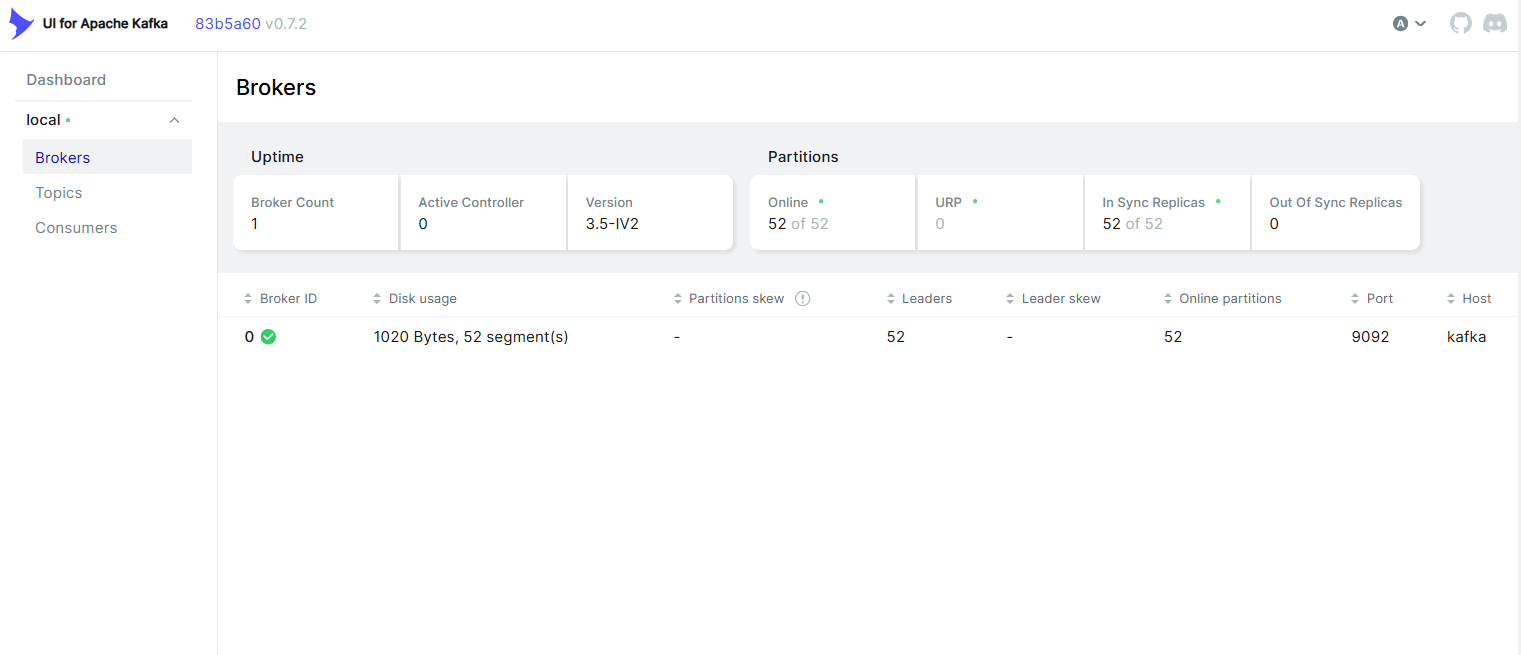 UI for Apache Kafka 83b5a60 v0.7.2 A
Dashboard
local
Brokers
Topics
Consumers
Brokers
Uptime
Broker Count
1
Active Controller
0
Version
3.5-IV2
Partitions
Online
52 of 52
URP
0
In Sync Replicas
52 of 52
Out Of Sync Replicas
0
Broker ID Disk usage Partitions skew Leaders Leader skew Online partitions Port Host
0 1020 Bytes, 52 segment(s) - 52 - 52 9092 kafka